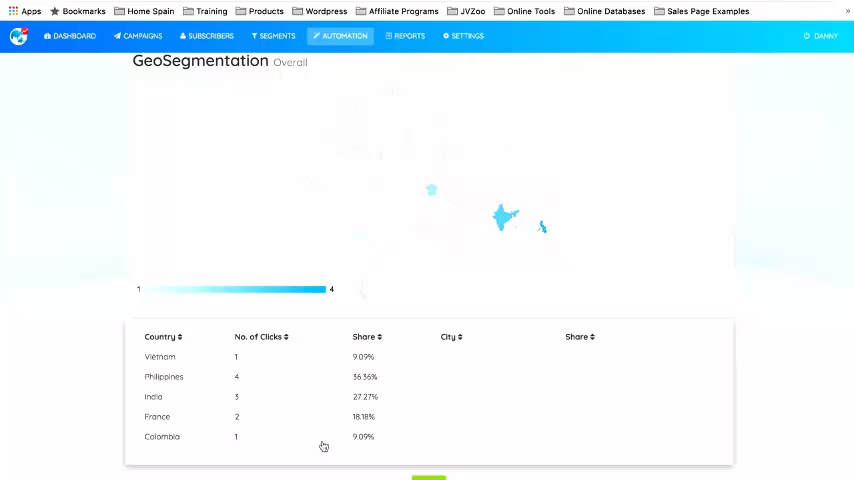 Apps Bookmarks Home Spain Training Products Wordpress Affiliate Programs JVZoo Online Tools Online Databases Sales Page Examples »
DASHBOARD CAMPAIGNS SUBSCRIBERS SEGMENTS AUTOMATION REPORTS SETTINGS DANNY
GeoSegmentation Overall
1 4
Country No. of Clicks Share City Share
Vietnam 1 9.09%
Philippines 4 36.36%
India 3 27.27%
France 2 18.18%
Colombia 1 9.09%